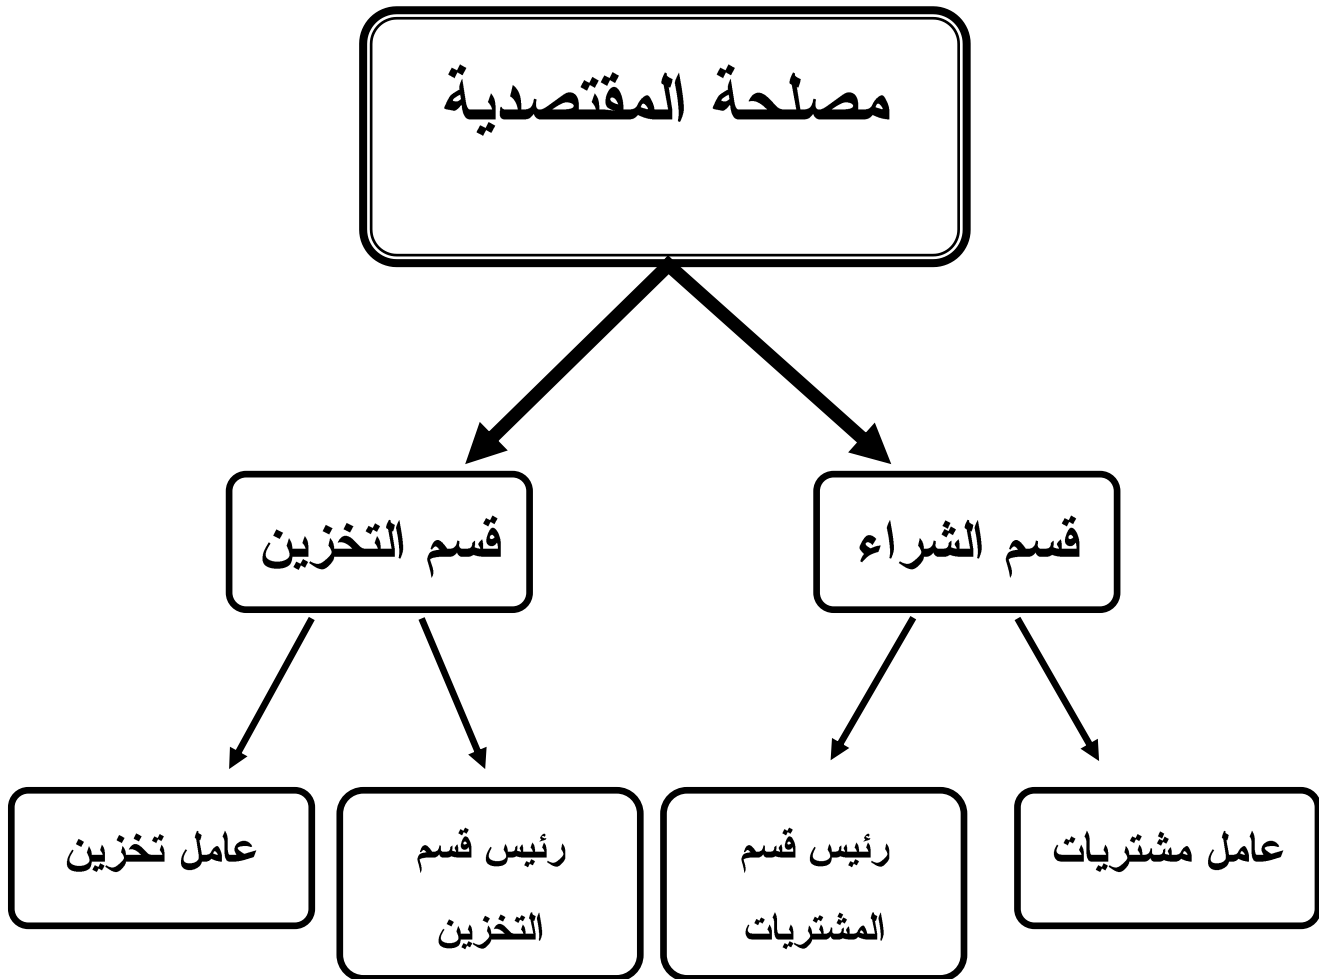 مصلحة المقتصدية
قسم الشراء
قسم التخزين
عامل مشتريات
رئيس قسم
المشتريات
رئيس قسم
التخزين
عامل تخزين